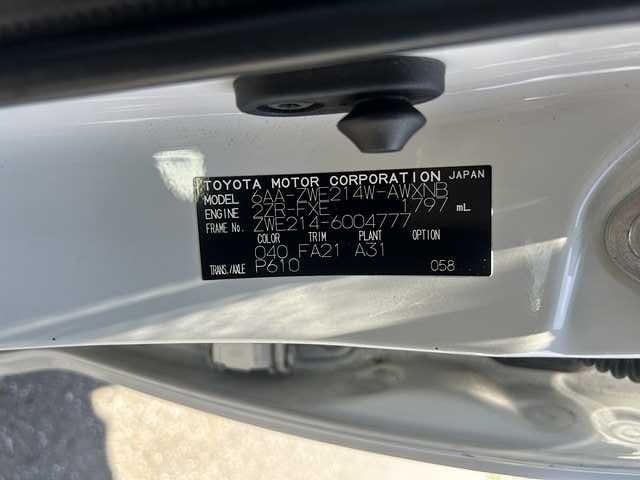 TOYOTA MOTOR CORPORATION JAPAN
MODEL 6AA-ZWE214W-AWXNB
ENGINE 2ZR-FXE 1797 mL
FRAME No. ZWE214-6004777
COLOR TRIM PLANT OPTION
040 FA21 A31
TRANS./AXLE P610 058